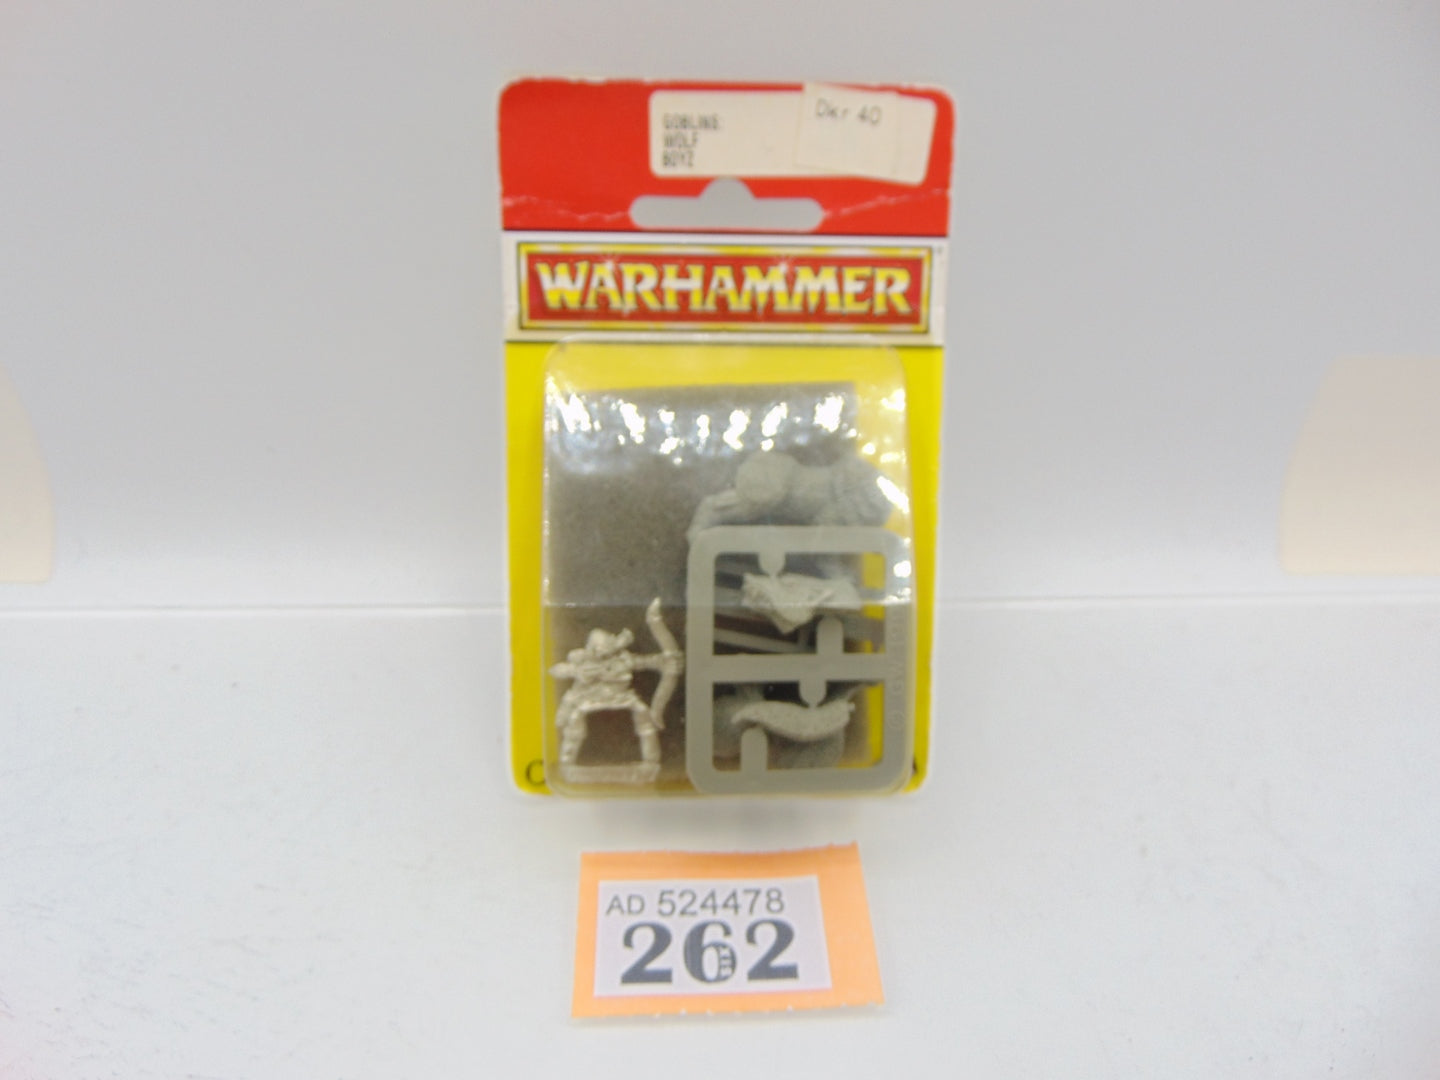 GOBLINS:
WOLF
BOYZ
Dkr 40
WARHAMMER
AD 524478
262